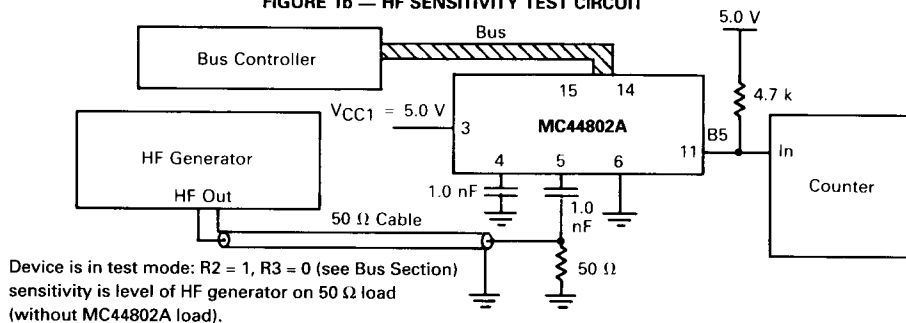 FIGURE 1b — HF SENSITIVITY TEST CIRCUIT
Bus
5.0 V
Bus Controller
15
14
4.7 k
VCC1 = 5.0 V
3
MC44802A
B5
11
In
HF Generator
4
5
6
Counter
1.0 nF
1.0
nF
HF Out
50 Ω Cable
50 Ω
Device is in test mode: R2 = 1, R3 = 0 (see Bus Section)
sensitivity is level of HF generator on 50 Ω load
(without MC44802A load).